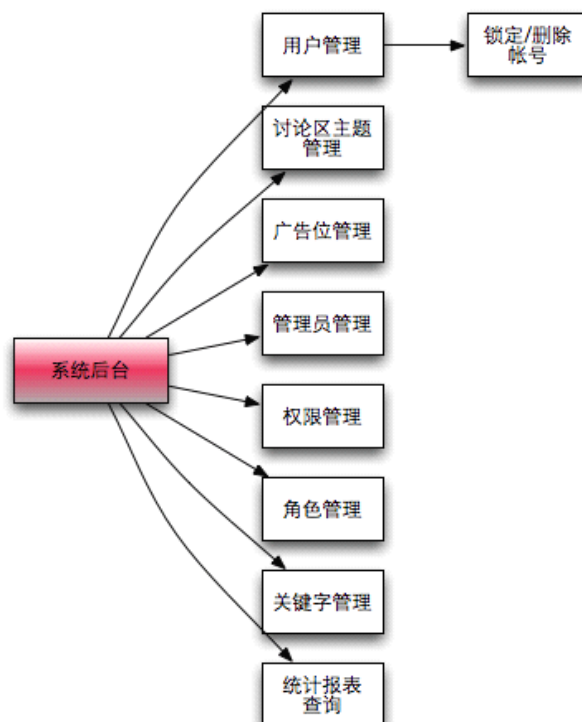 用户管理
锁定/删除
帐号
讨论区主题
管理
广告位管理
管理员管理
系统后台
权限管理
角色管理
关键字管理
统计报表
查询